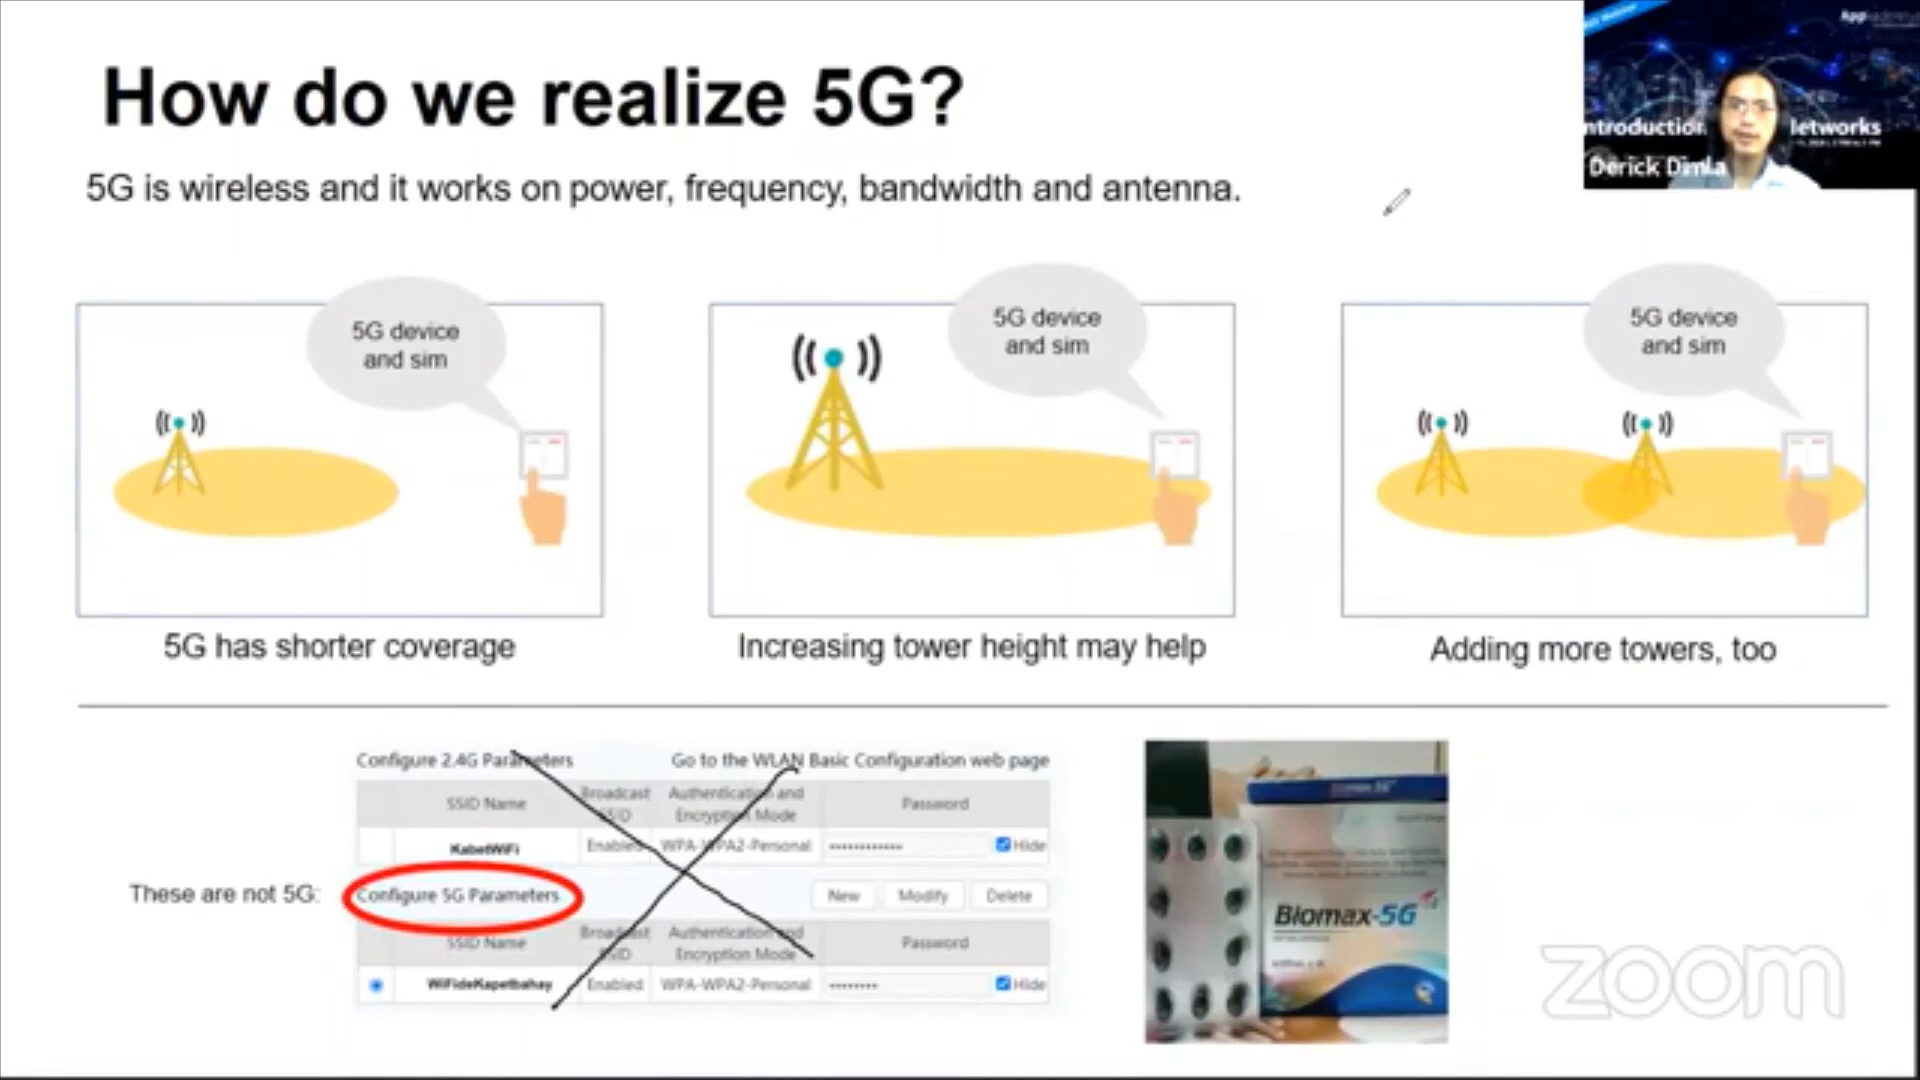 How do we realize 5G?
5G is wireless and it works on power, frequency, bandwidth and antenna.
Derick Dimla
5G device
and sim
5G device
and sim
5G device
and sim
5G has shorter coverage
Increasing tower height may help
Adding more towers, too
These are not 5G:
Configure 2.4G Parameters
Go to the WLAN Basic Configuration web page
SSID Name
Broadcast
SSID
Authentication and
Encryption Mode
Password
KabetWiFi
Enabled
WPA-WPA2-Personal
Hide
Configure 5G Parameters
New
Modify
Delete
SSID Name
Broadcast
SSID
Authentication and
Encryption Mode
Password
WiFideKapetbahay
Enabled
WPA-WPA2-Personal
Hide
Biomax-5G
zoom